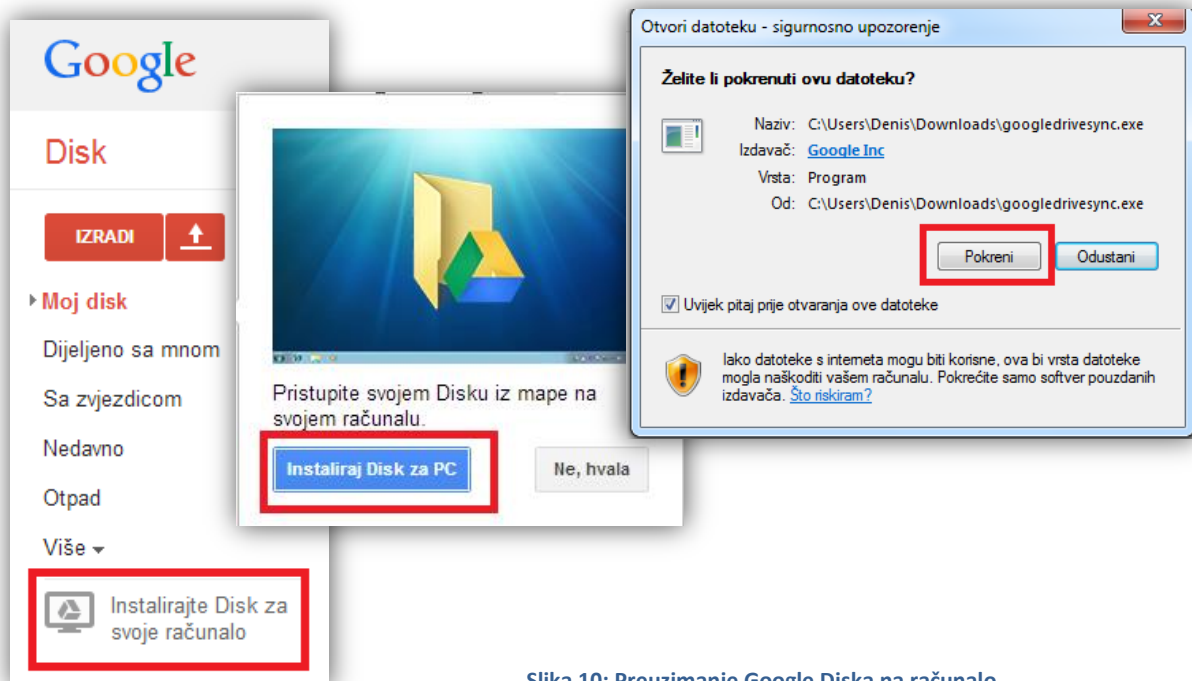 Google
Disk
IZRADI
Moj disk
Dijeljeno sa mnom
Sa zvjezdicom
Nedavno
Otpad
Više
Instalirajte Disk za
svoje računalo
Pristupite svojem Disku iz mape na
svojem računalu.
Instaliraj Disk za PC
Ne, hvala
Otvori datoteku - sigurnosno upozorenje
Želite li pokrenuti ovu datoteku?
Naziv: C:\Users\Denis\Downloads\googledrivesync.exe
Izdavač: Google Inc
Vrsta: Program
Od: C:\Users\Denis\Downloads\googledrivesync.exe
Pokreni Odustani
Uvijek pitaj prije otvaranja ove datoteke
Iako datoteke s interneta mogu biti korisne, ova bi vrsta datoteke
mogla naškoditi vašem računalu. Pokrećite samo softver pouzdanih
izdavača. Što riskiram?
Slika 10: Preuzimanje Google Diska na računalo